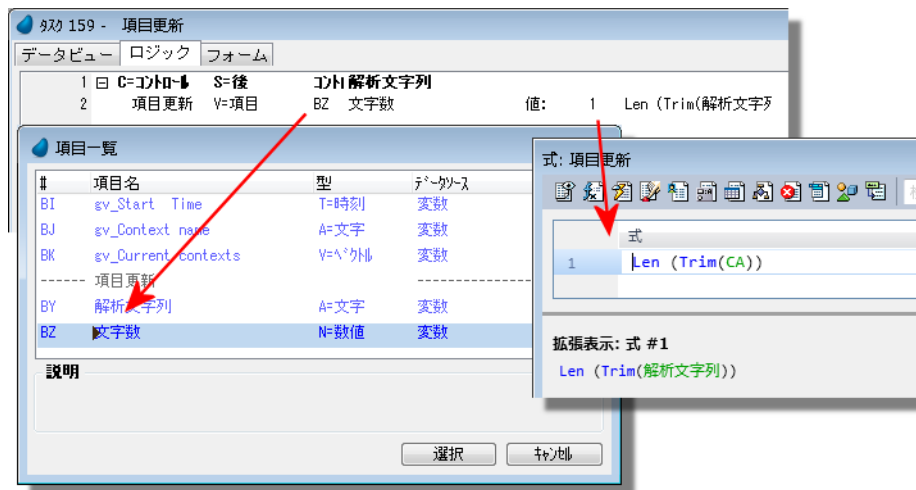 ﾀｽｸ 159 - 項目更新
データビュー ロジック フォーム
1 C=ｺﾝﾄﾛｰﾙ S=後 ｺﾝﾄﾛ 解析文字列
2 項目更新 V=項目 BZ 文字数 値: 1 Len (Trim(解析文字列
項目一覧
# 項目名 型 ﾃﾞｰﾀｿｰｽ
BI gv_Start Time T=時刻 変数
BJ gv_Context name A=文字 変数
BK gv_Current contexts V=ﾍﾞｸﾄﾙ 変数
------ 項目更新 ------
BY 解析文字列 A=文字 変数
BZ 文字数 N=数値 変数
説明
選択 ｷｬﾝｾﾙ
式: 項目更新
式
1 Len (Trim(CA))
拡張表示: 式 #1
Len (Trim(解析文字列))